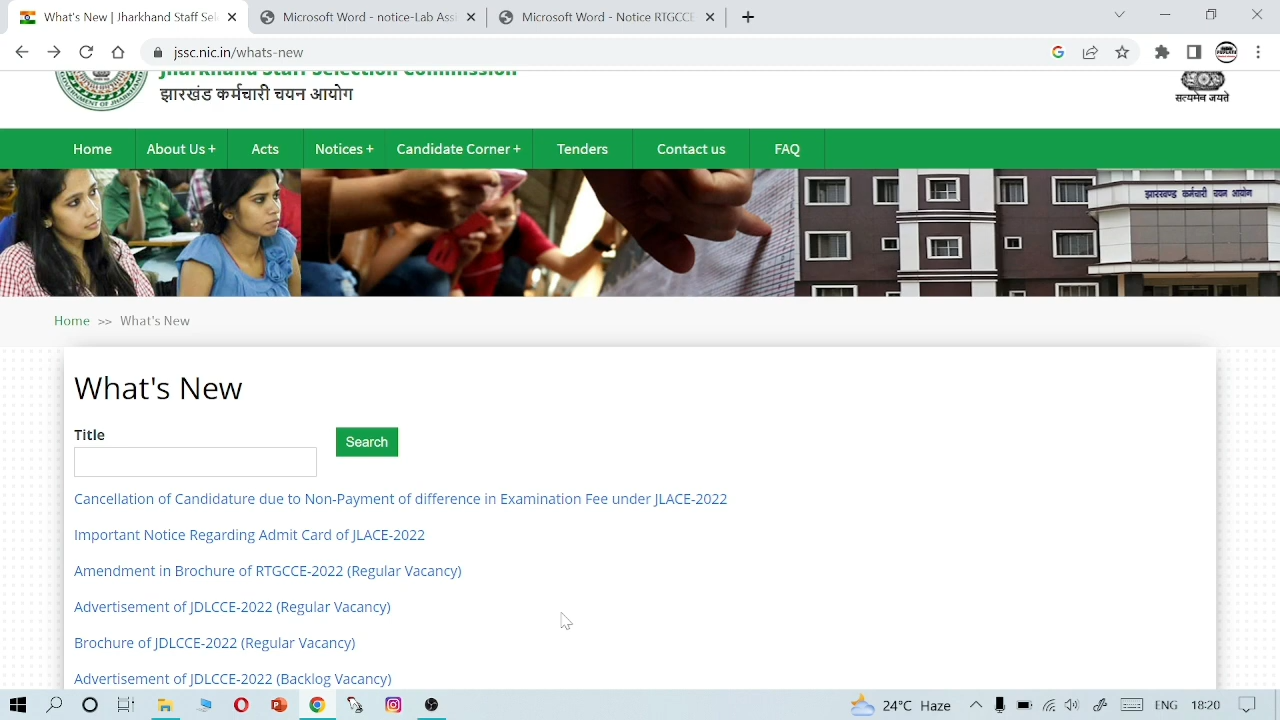 What's New | Jharkhand Staff Sel
Microsoft Word - notice-Lab Ass
Microsoft Word - Notice RTGCCE
jssc.nic.in/whats-new
Jharkhand Staff Selection Commission
झारखंड कर्मचारी चयन आयोग
सत्यमेव जयते
Home About Us + Acts Notices + Candidate Corner + Tenders Contact us FAQ
झारखण्ड कर्मचारी चयन आयोग
Home >> What's New
What's New
Title
Search
Cancellation of Candidature due to Non-Payment of difference in Examination Fee under JLACE-2022
Important Notice Regarding Admit Card of JLACE-2022
Amendment in Brochure of RTGCCE-2022 (Regular Vacancy)
Advertisement of JDLCCE-2022 (Regular Vacancy)
Brochure of JDLCCE-2022 (Regular Vacancy)
Advertisement of JDLCCE-2022 (Backlog Vacancy)
24°C Haze ENG 18:20